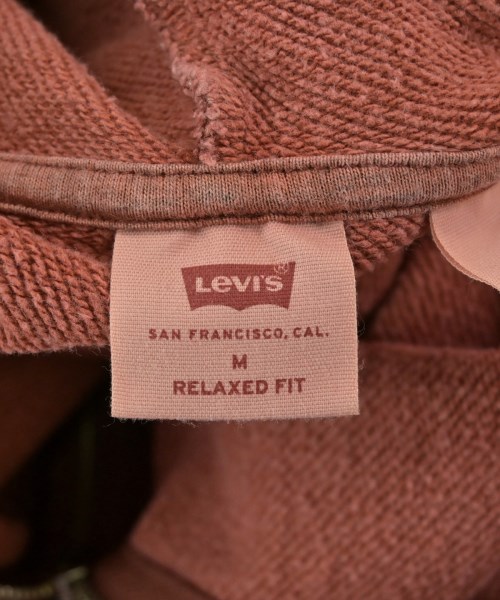 Levi's®
SAN FRANCISCO, CAL.
M
RELAXED FIT